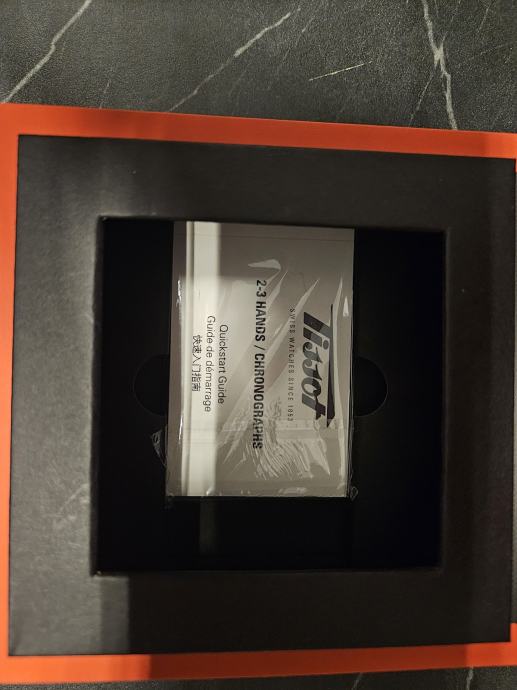 Tissot
SWISS WATCHES SINCE 1853
2-3 HANDS / CHRONOGRAPHS
Quickstart Guide
Guide de démarrage
快速入门指南